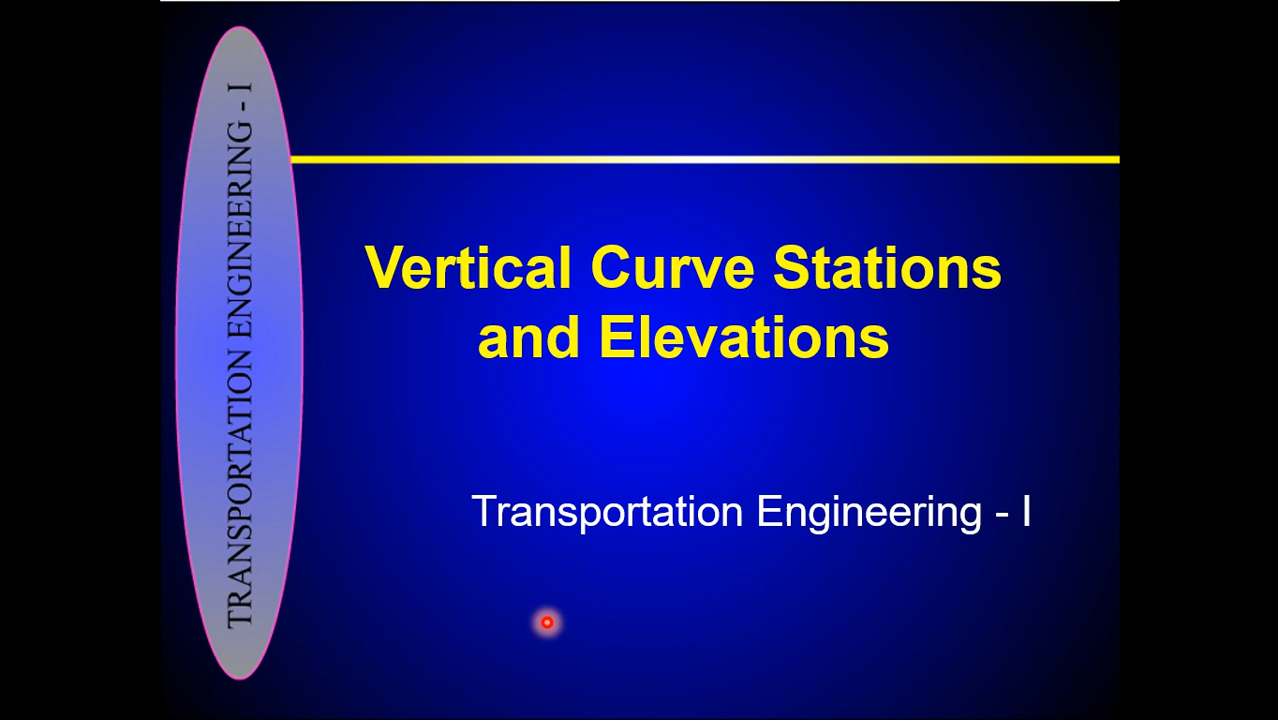 TRANSPORTATION ENGINEERING - I
Vertical Curve Stations
and Elevations
Transportation Engineering - I